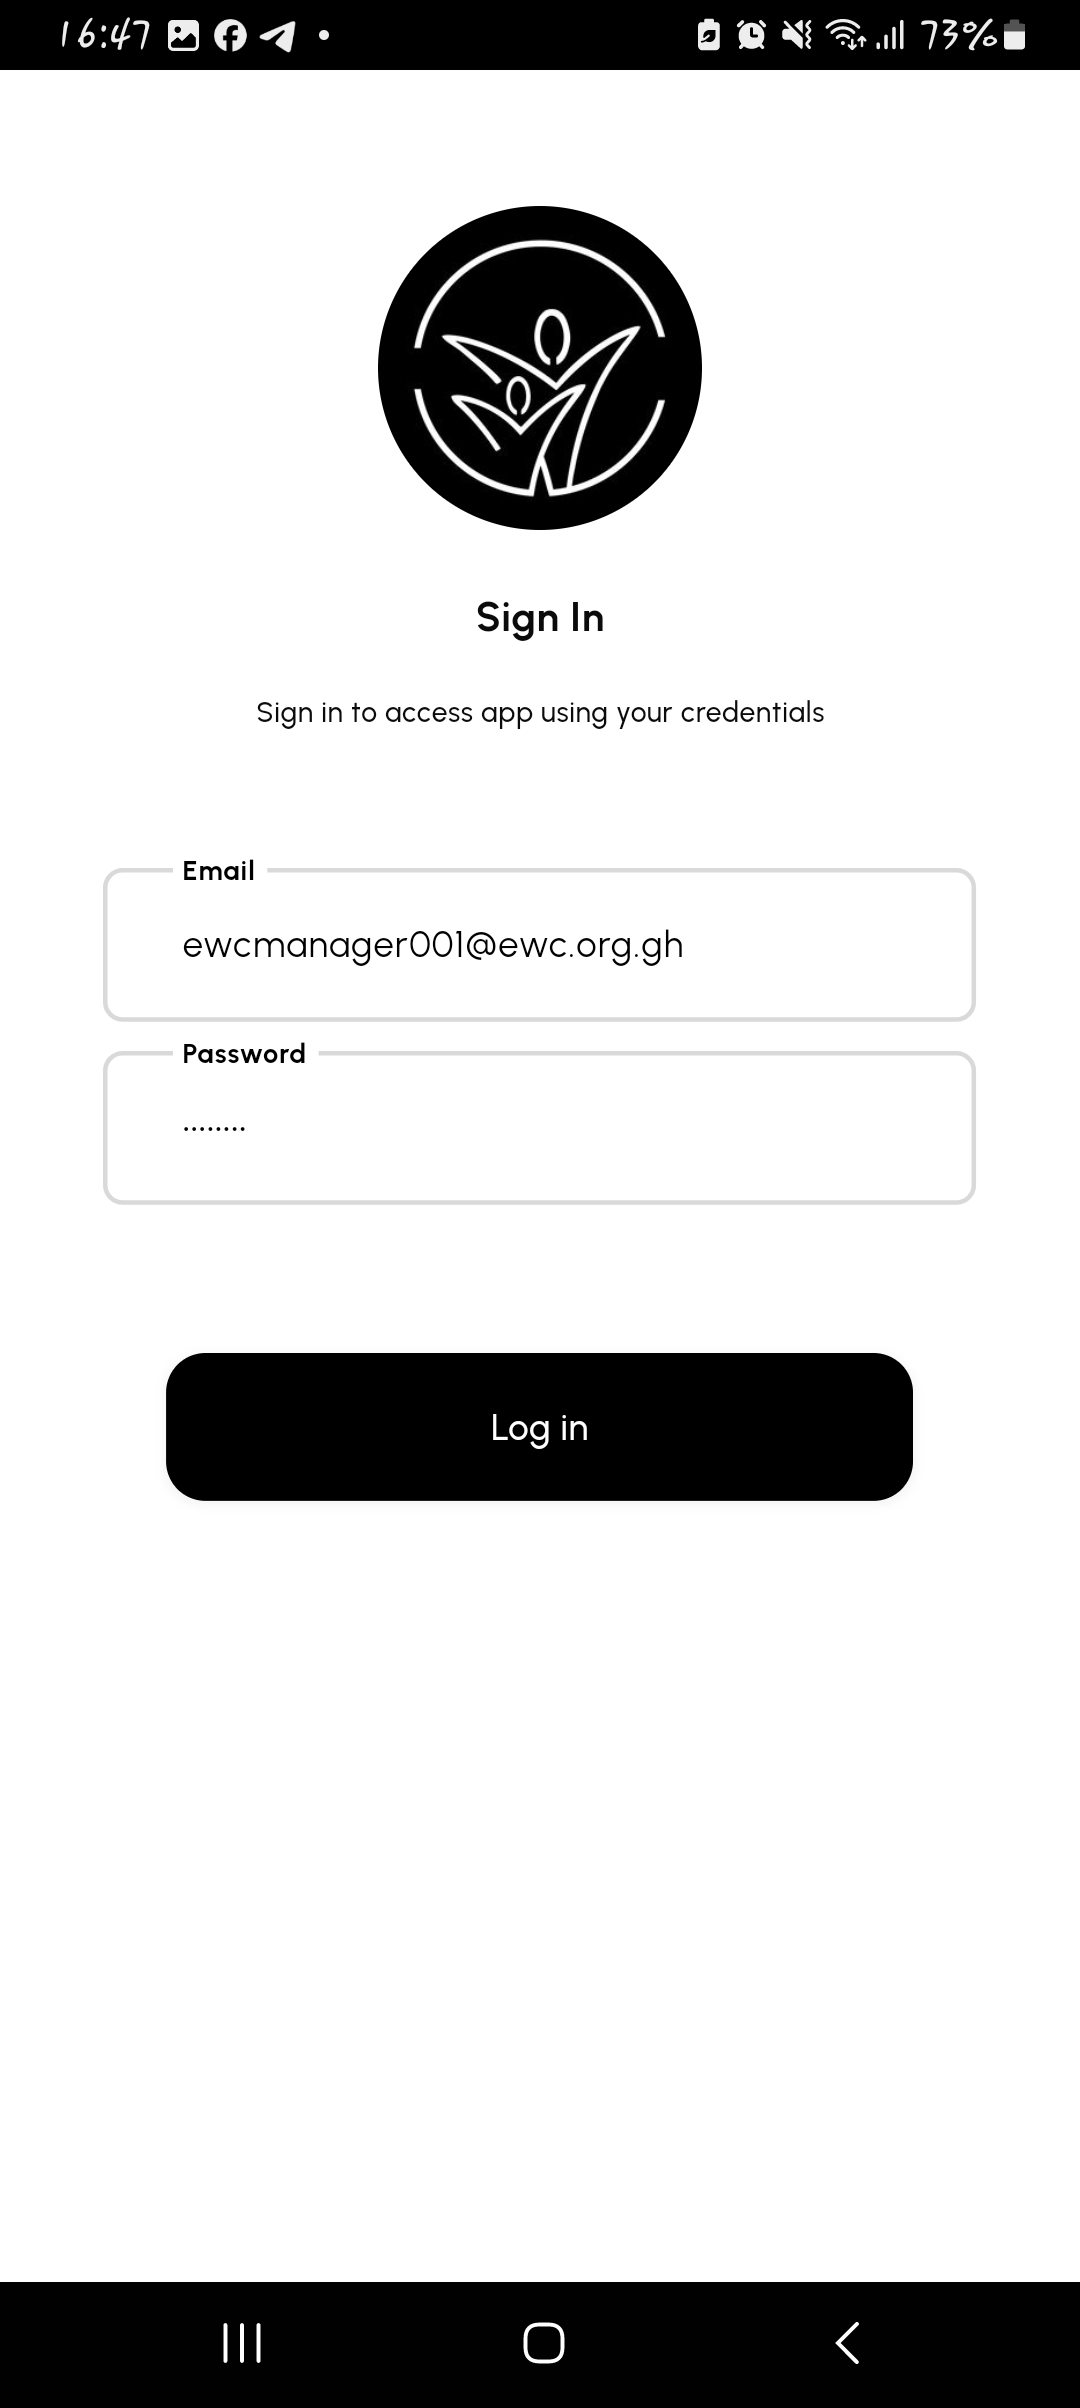 16:47 73%
Sign In
Sign in to access app using your credentials
Email
ewcmanager001@ewc.org.gh
Password
........
Log in